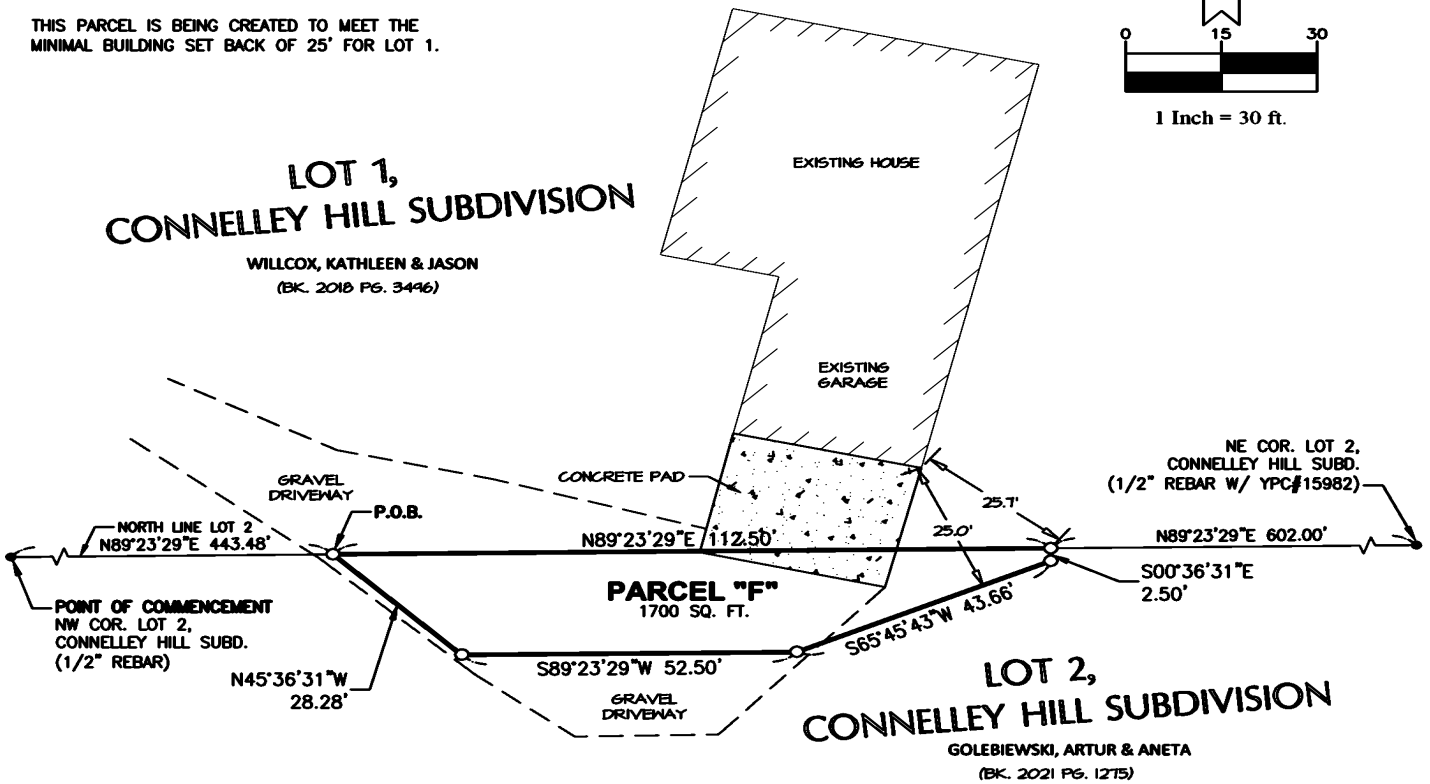 THIS PARCEL IS BEING CREATED TO MEET THE
MINIMAL BUILDING SET BACK OF 25' FOR LOT 1.
0 15 30
1 Inch = 30 ft.
EXISTING HOUSE
LOT 1,
CONNELLEY HILL SUBDIVISION
WILLCOX, KATHLEEN & JASON
(BK. 2018 PG. 3496)
EXISTING
GARAGE
GRAVEL
DRIVEWAY
CONCRETE PAD
NE COR. LOT 2,
CONNELLEY HILL SUBD.
(1/2" REBAR W/ YPC#15982)
P.O.B.
25.7'
25.0'
NORTH LINE LOT 2
N89°23'29"E 443.48'
N89°23'29"E 112.50'
N89°23'29"E 602.00'
S00°36'31"E
2.50'
PARCEL "F"
1700 SQ. FT.
POINT OF COMMENCEMENT
NW COR. LOT 2,
CONNELLEY HILL SUBD.
(1/2" REBAR)
N45°36'31"W
28.28'
S89°23'29"W 52.50'
S65°45'43"W 43.66'
GRAVEL
DRIVEWAY
LOT 2,
CONNELLEY HILL SUBDIVISION
GOLEBIEWSKI, ARTUR & ANETA
(BK. 2021 PG. 1275)